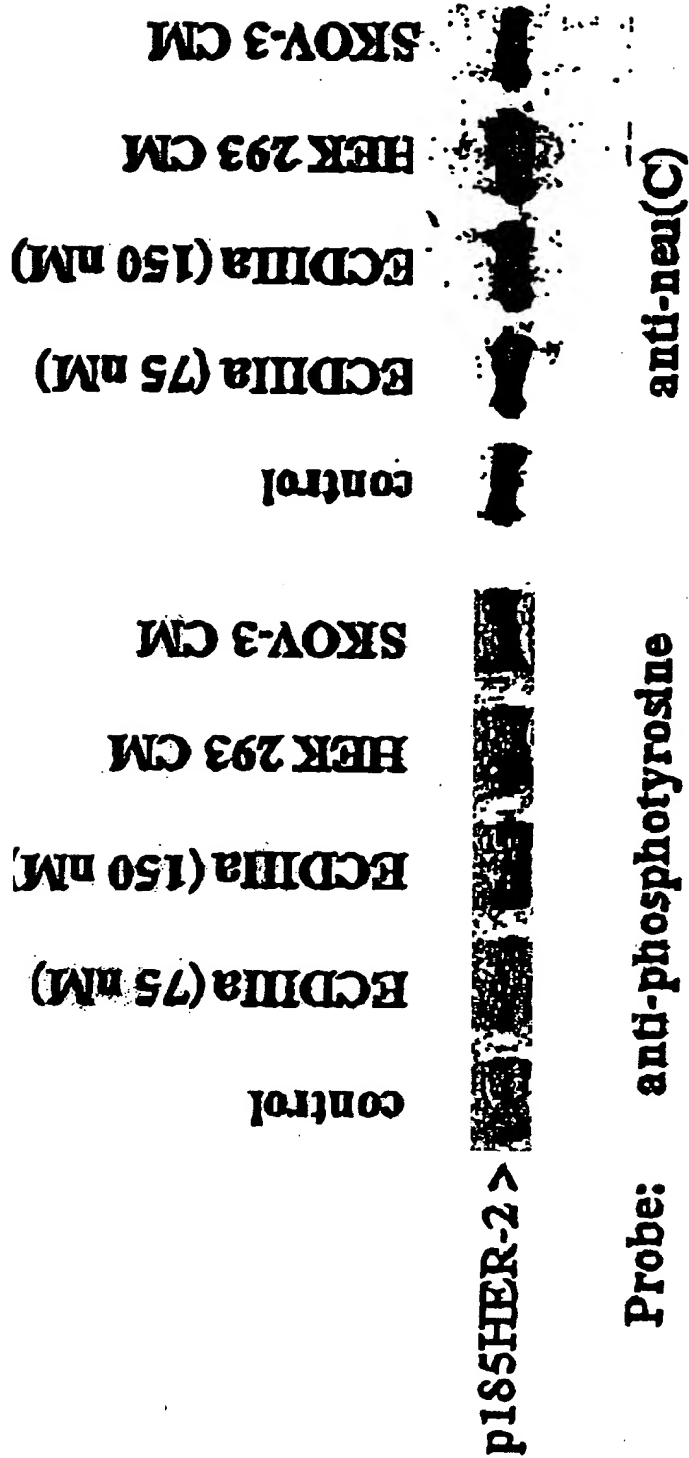 control
ECDIIIa (75 nM)
ECDIIIa (150 nM)
HEK 293 CM
SKOV-3 CM
control
ECDIIIa (75 nM)
ECDIIIa (150 nM)
HEK 293 CM
SKOV-3 CM
p185HER-2 >
Probe: anti-phosphotyrosine anti-neu(C)